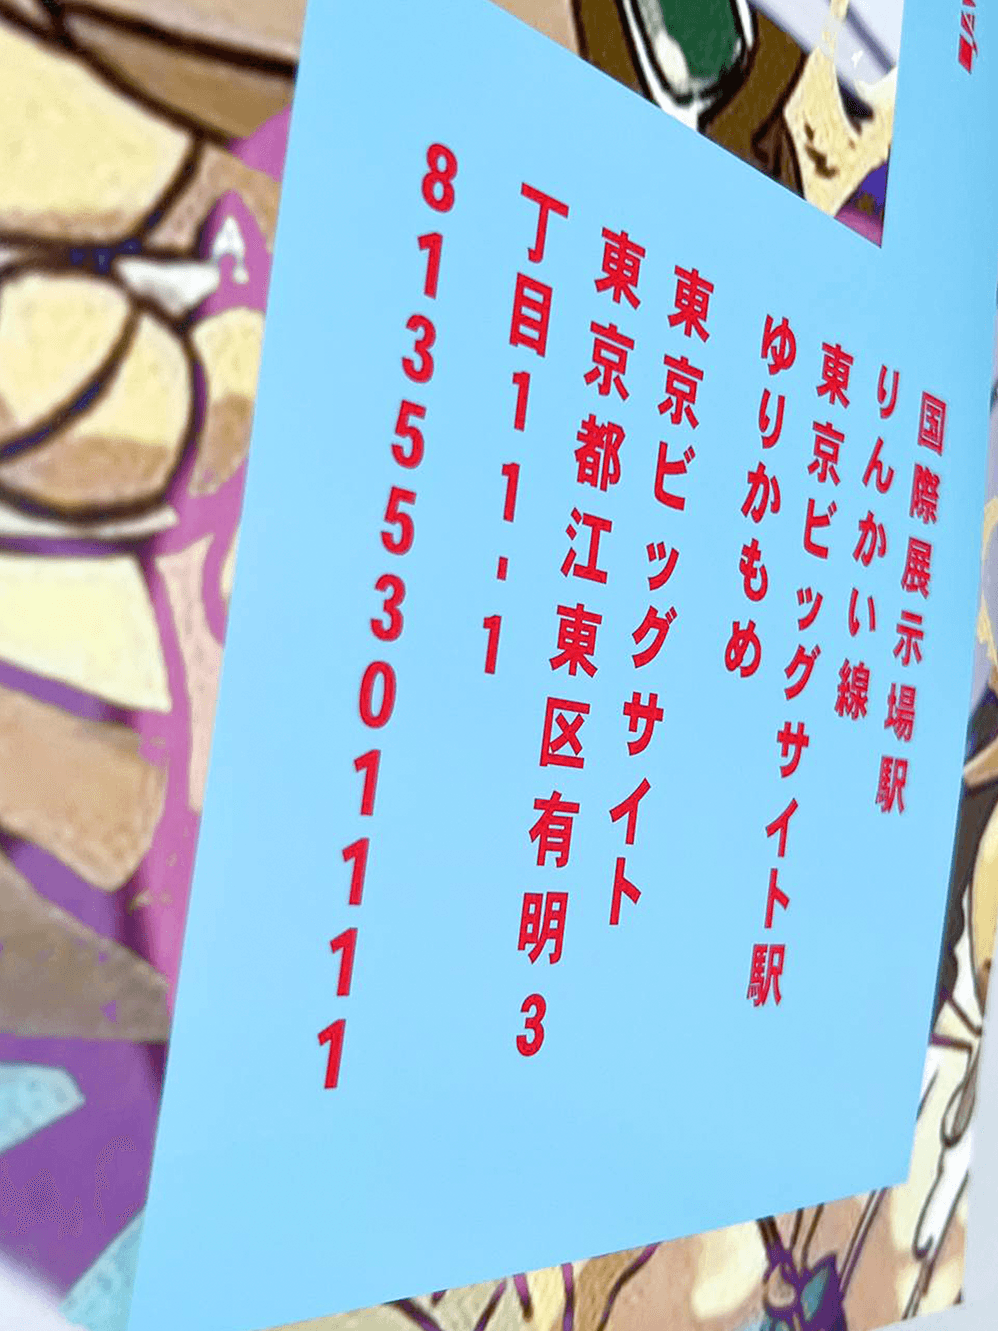 国際展示場駅
りんかい線
東京ビッグサイト駅
ゆりかもめ
東京ビッグサイト
東京都江東区有明3
丁目11-1
81355301111